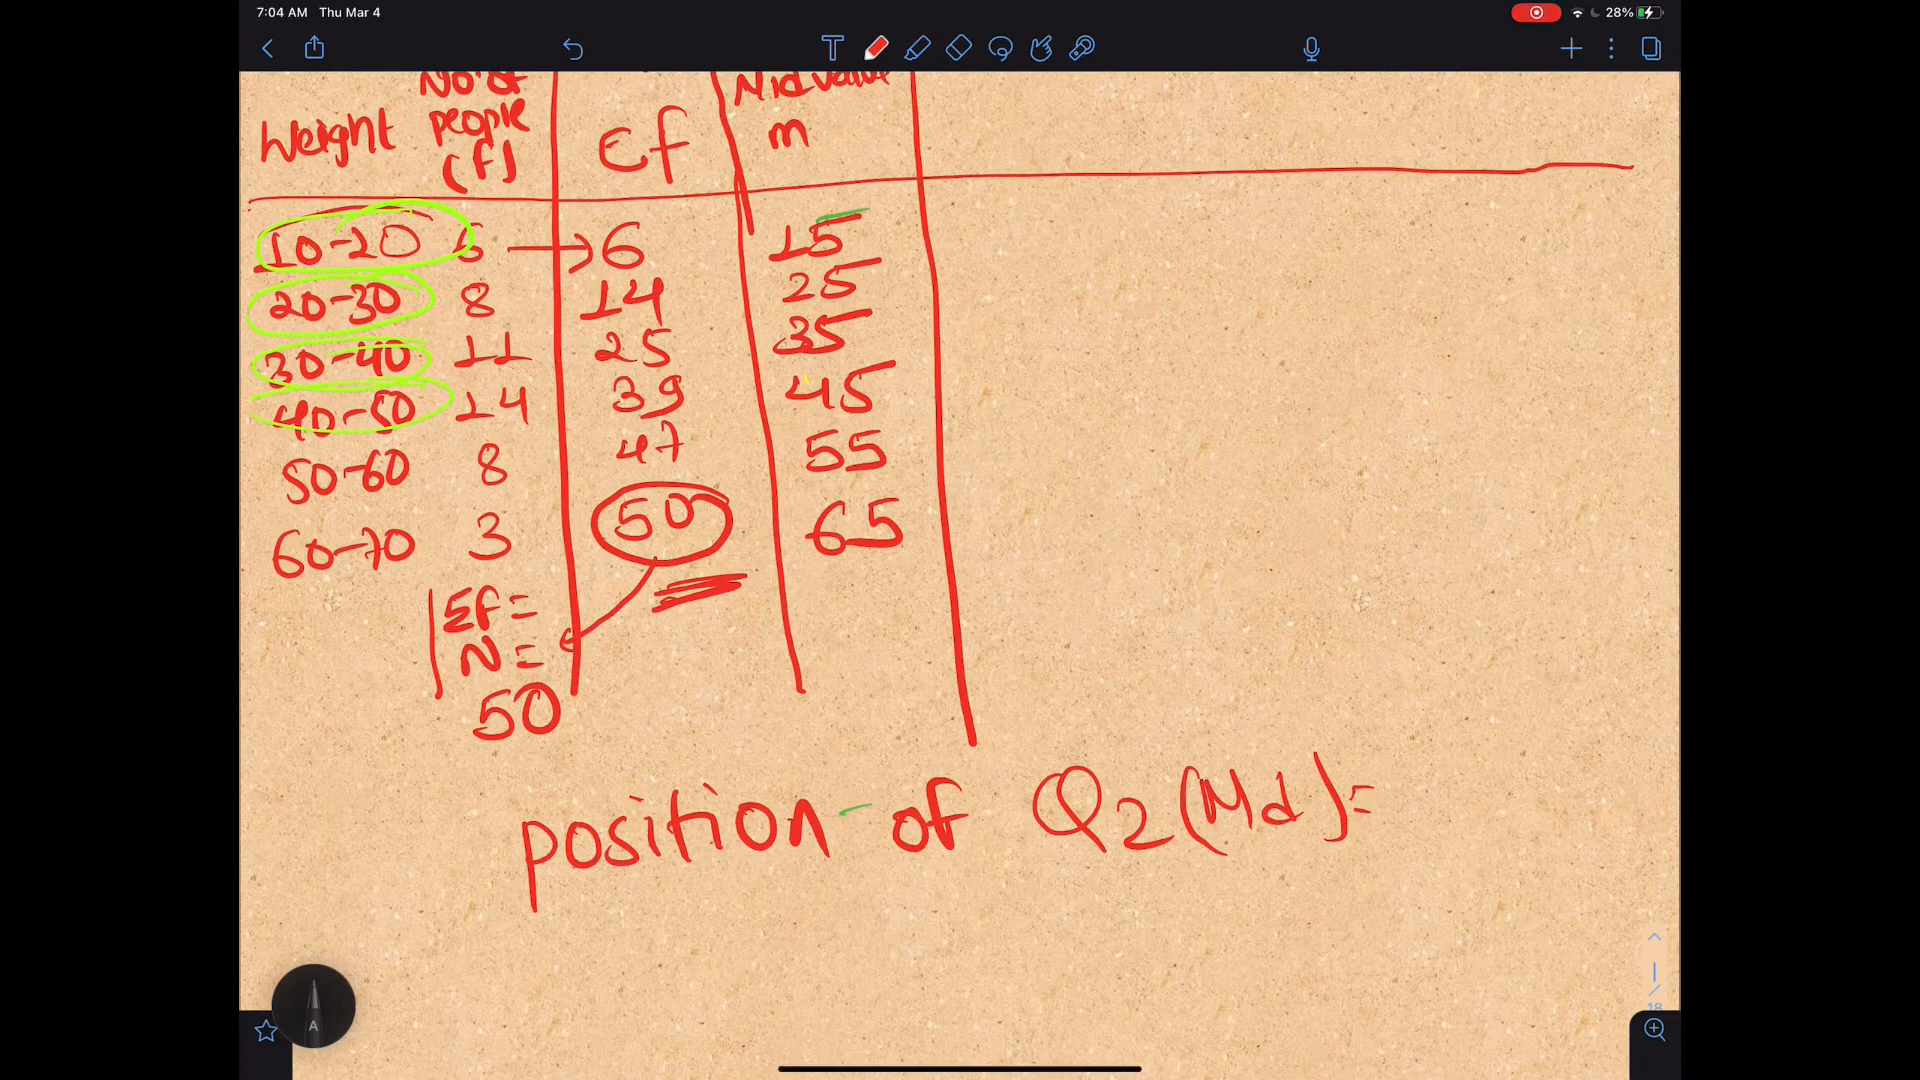 7:04 AM Thu Mar 4
28%
No of people (f)
Mid value m
Weight
cf
10-20 6 → 6 15
20-30 8 14 25
30-40 11 25 35
40-50 14 39 45
50-60 8 47 55
60-70 3 50 65
Σf=
N=
50
position of Q2(Md)=
A
18